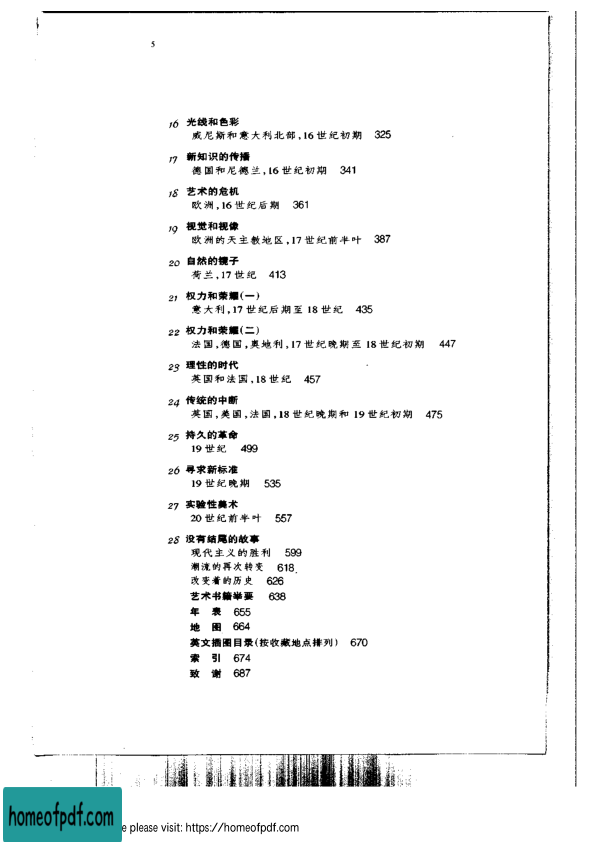 5
16 光线和色彩
威尼斯和意大利北部,16世纪初期 325
17 新知识的传播
德国和尼德兰,16世纪初期 341
18 艺术的危机
欧洲,16世纪后期 361
19 视觉和视像
欧洲的天主教地区,17世纪前半叶 387
20 自然的镜子
荷兰,17世纪 413
21 权力和荣耀(一)
意大利,17世纪后期至18世纪 435
22 权力和荣耀(二)
法国,德国,奥地利,17世纪晚期至18世纪初期 447
23 理性的时代
英国和法国,18世纪 457
24 传统的中断
英国,美国,法国,18世纪晚期和19世纪初期 475
25 持久的革命
19世纪 499
26 寻求新标准
19世纪晚期 535
27 实验性美术
20世纪前半叶 557
28 没有结尾的故事
现代主义的胜利 599
潮流的再次转变 618
改变着的历史 626
艺术书籍举要 638
年 表 655
地 图 664
英文插图目录(按收藏地点排列) 670
索 引 674
致 谢 687
homeofpdf.com
e please visit: https://homeofpdf.com